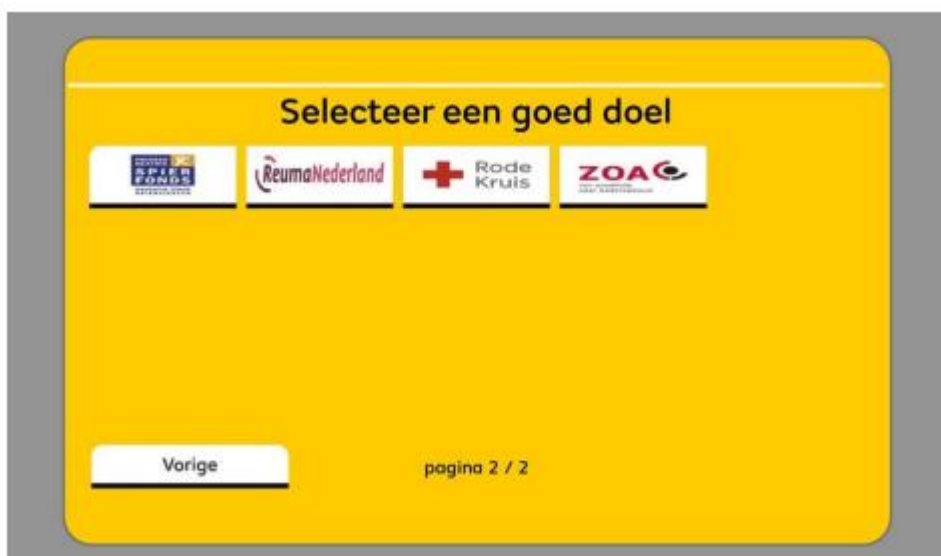 Selecteer een goed doel
SPIER
FONDS
ReumaNederland
Rode
Kruis
ZOA
Vorige
pagina 2 / 2